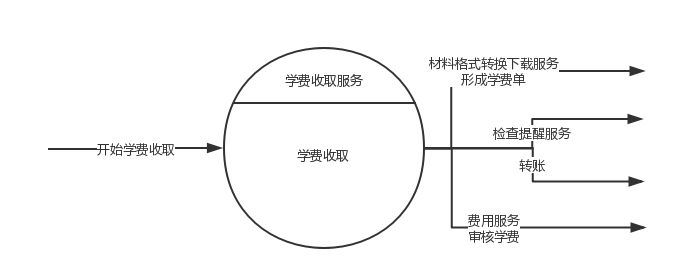 学费收取服务
开始学费收取
学费收取
材料格式转换下载服务
形成学费单
检查提醒服务
转账
费用服务
审核学费